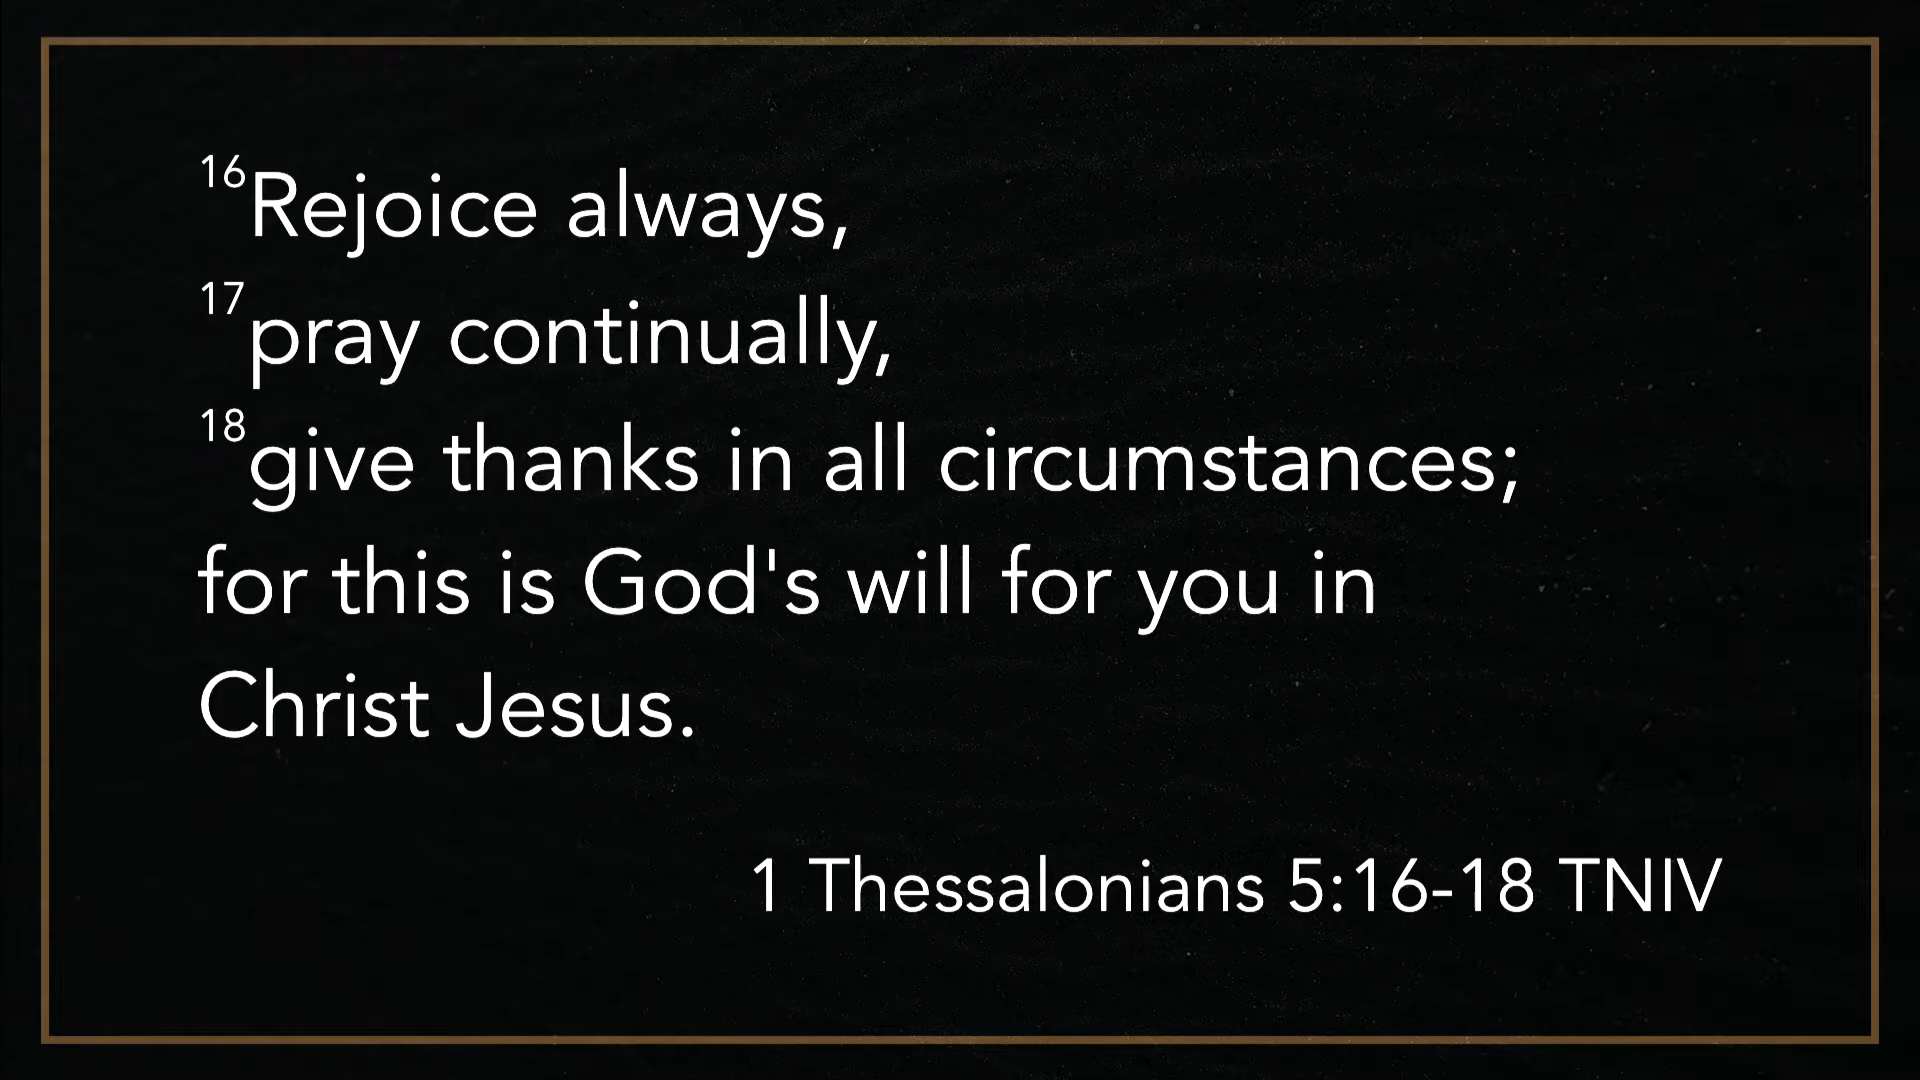 16Rejoice always,
17pray continually,
18give thanks in all circumstances;
for this is God's will for you in
Christ Jesus.
1 Thessalonians 5:16-18 TNIV